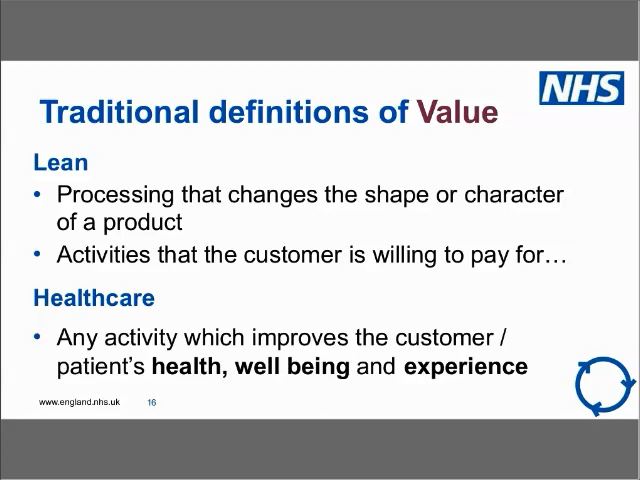 NHS
Traditional definitions of Value
Lean
• Processing that changes the shape or character
of a product
• Activities that the customer is willing to pay for…
Healthcare
• Any activity which improves the customer /
patient’s health, well being and experience
www.england.nhs.uk 16